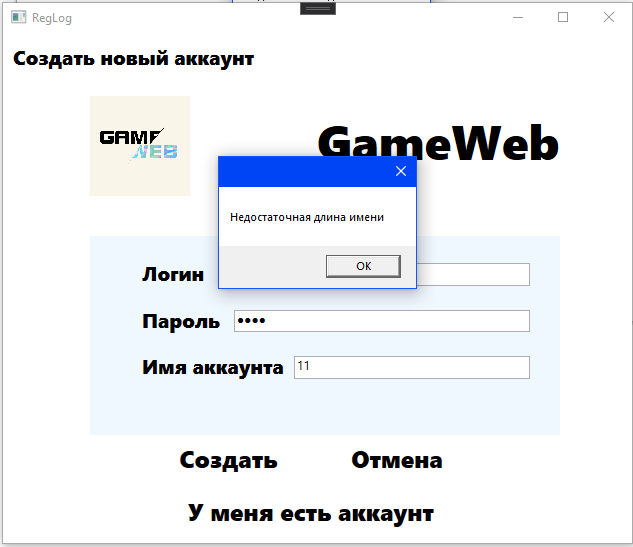 RegLog
Создать новый аккаунт
GAME
WEB
GameWeb
Недостаточная длина имени
OK
Логин
Пароль ••••
Имя аккаунта 11
Создать Отмена
У меня есть аккаунт